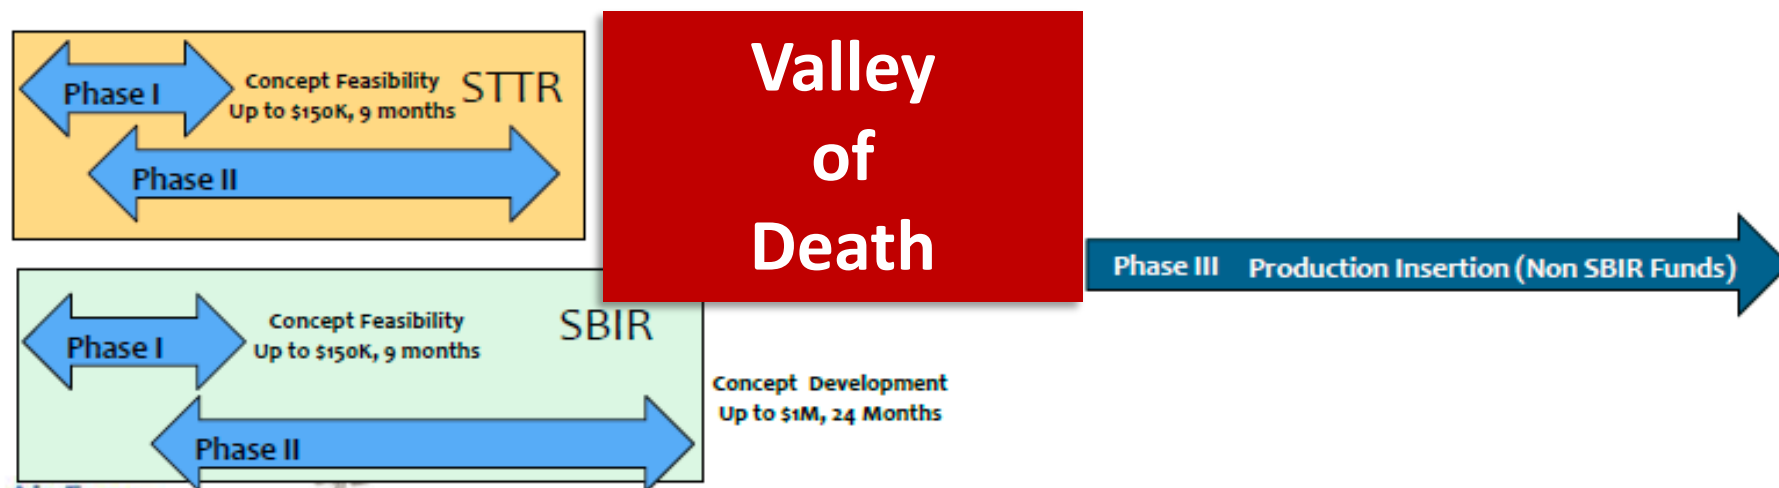 Phase I
Concept Feasibility
Up to $150K, 9 months
STTR
Phase II
Valley
of
Death
Phase III Production Insertion (Non SBIR Funds)
Phase I
Concept Feasibility
Up to $150K, 9 months
SBIR
Concept Development
Up to $1M, 24 Months
Phase II